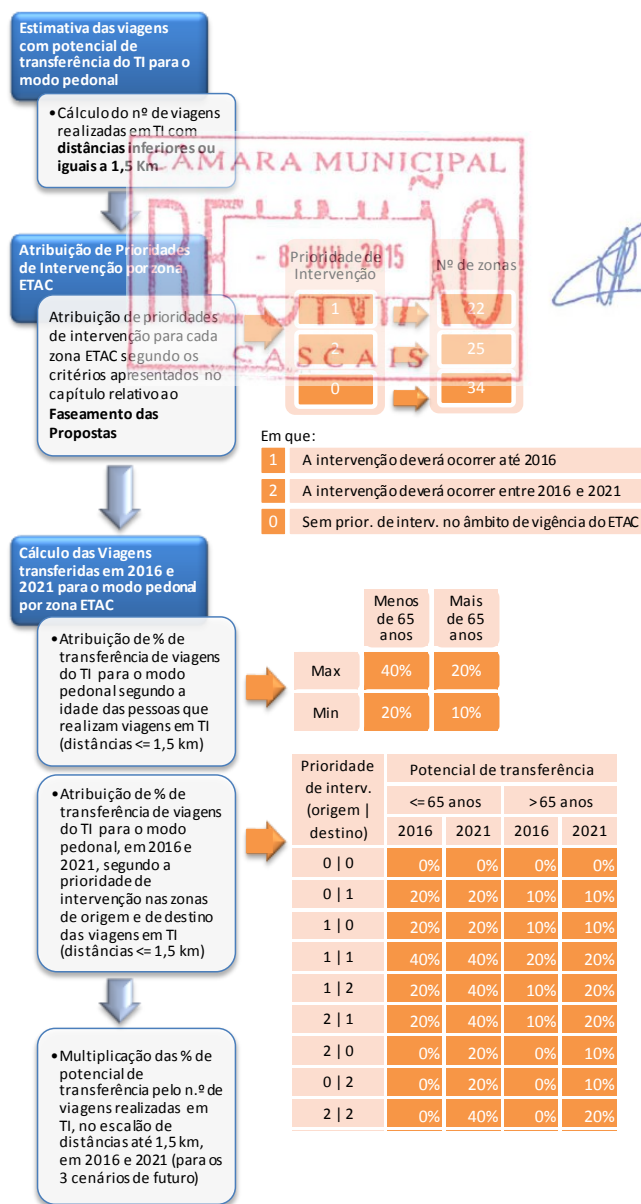 Estimativa das viagens
com potencial de
transferência do TI para o
modo pedonal
•Cálculo do nº de viagens
realizadas em TI com
distâncias inferiores ou
iguais a 1,5 Km
CÂMARA MUNICIPAL
REUNIÃO
- 8 JUN. 2015
CASCAIS
Atribuição de Prioridades
de Intervenção por zona
ETAC
Atribuição de prioridades
de intervenção para cada
zona ETAC segundo os
critérios apresentados no
capítulo relativo ao
Faseamento das
Propostas
Prioridade de
Intervenção
Nº de zonas
1 22
2 25
0 34
Em que:
1 A intervenção deverá ocorrer até 2016
2 A intervenção deverá ocorrer entre 2016 e 2021
0 Sem prior. de interv. no âmbito de vigência do ETAC
Cálculo das Viagens
transferidas em 2016 e
2021 para o modo pedonal
por zona ETAC
•Atribuição de % de
transferência de viagens
do TI para o modo
pedonal segundo a
idade das pessoas que
realizam viagens em TI
(distâncias <= 1,5 km)
Menos
de 65
anos
Mais
de 65
anos
Max 40% 20%
Min 20% 10%
•Atribuição de % de
transferência de viagens
do TI para o modo
pedonal, em 2016 e
2021, segundo a
prioridade de
intervenção nas zonas
de origem e de destino
das viagens em TI
(distâncias <= 1,5 km)
Prioridade
de interv.
(origem |
destino)
Potencial de transferência
<= 65 anos > 65 anos
2016 2021 2016 2021
0 | 0 0% 0% 0% 0%
0 | 1 20% 20% 10% 10%
1 | 0 20% 20% 10% 10%
1 | 1 40% 40% 20% 20%
1 | 2 20% 40% 10% 20%
2 | 1 20% 40% 10% 20%
2 | 0 0% 20% 0% 10%
0 | 2 0% 20% 0% 10%
2 | 2 0% 40% 0% 20%
•Multiplicação das % de
potencial de
transferência pelo n.º de
viagens realizadas em
TI, no escalão de
distâncias até 1,5 km,
em 2016 e 2021 (para os
3 cenários de futuro)